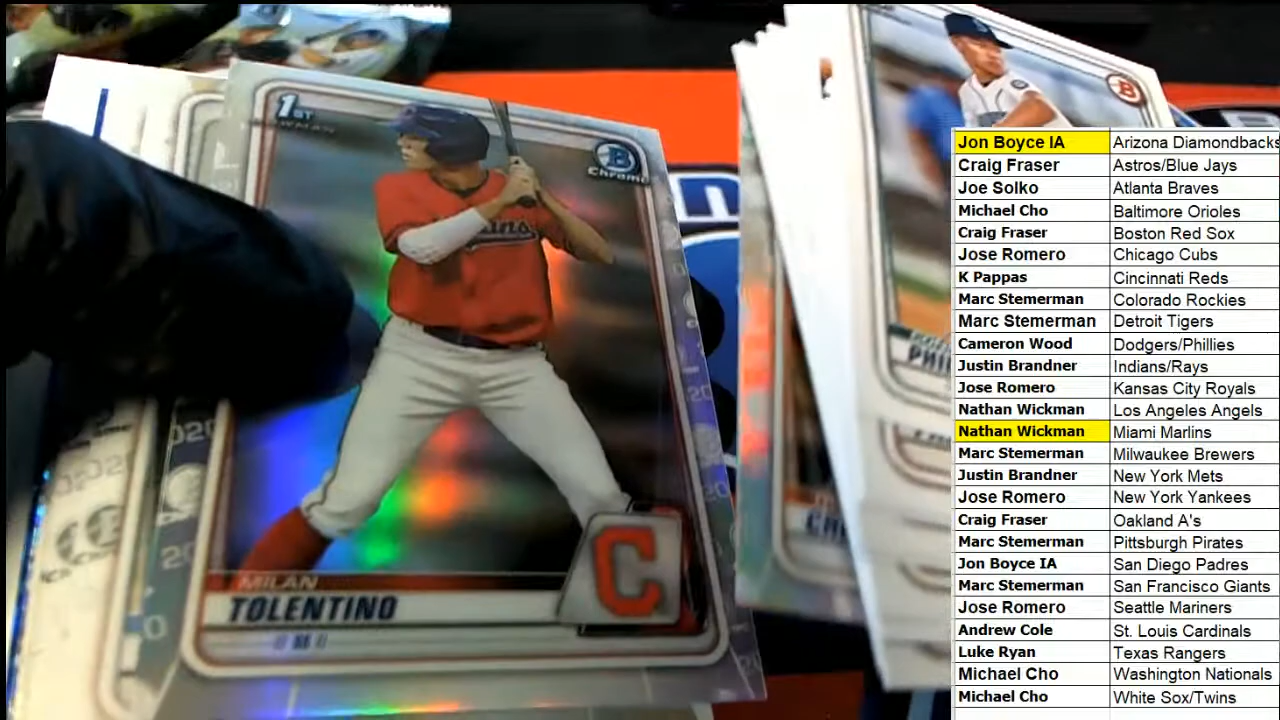 1ST
BOWMAN
B
Chrome
MILAN
TOLENTINO
C
B
2020
20
20
Jon Boyce IA Arizona Diamondbacks
Craig Fraser Astros/Blue Jays
Joe Solko Atlanta Braves
Michael Cho Baltimore Orioles
Craig Fraser Boston Red Sox
Jose Romero Chicago Cubs
K Pappas Cincinnati Reds
Marc Stemerman Colorado Rockies
Marc Stemerman Detroit Tigers
Cameron Wood Dodgers/Phillies
Justin Brandner Indians/Rays
Jose Romero Kansas City Royals
Nathan Wickman Los Angeles Angels
Nathan Wickman Miami Marlins
Marc Stemerman Milwaukee Brewers
Justin Brandner New York Mets
Jose Romero New York Yankees
Craig Fraser Oakland A's
Marc Stemerman Pittsburgh Pirates
Jon Boyce IA San Diego Padres
Marc Stemerman San Francisco Giants
Jose Romero Seattle Mariners
Andrew Cole St. Louis Cardinals
Luke Ryan Texas Rangers
Michael Cho Washington Nationals
Michael Cho White Sox/Twins